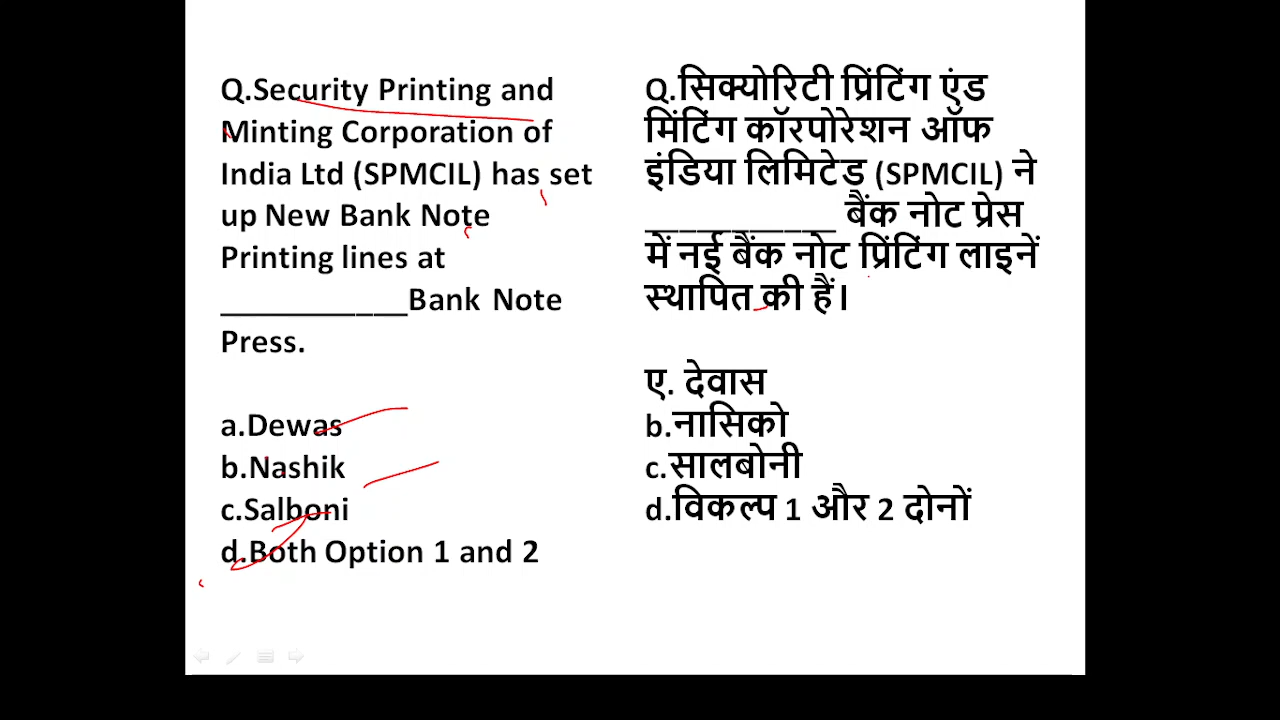 Q.Security Printing and
Minting Corporation of
India Ltd (SPMCIL) has set
up New Bank Note
Printing lines at
___________Bank Note
Press.
a.Dewas
b.Nashik
c.Salboni
d.Both Option 1 and 2
Q.सिक्योरिटी प्रिंटिंग एंड
मिंटिंग कॉरपोरेशन ऑफ
इंडिया लिमिटेड (SPMCIL) ने
___________ बैंक नोट प्रेस
में नई बैंक नोट प्रिंटिंग लाइनें
स्थापित की हैं।
ए. देवास
b.नासिको
c.सालबोनी
d.विकल्प 1 और 2 दोनों